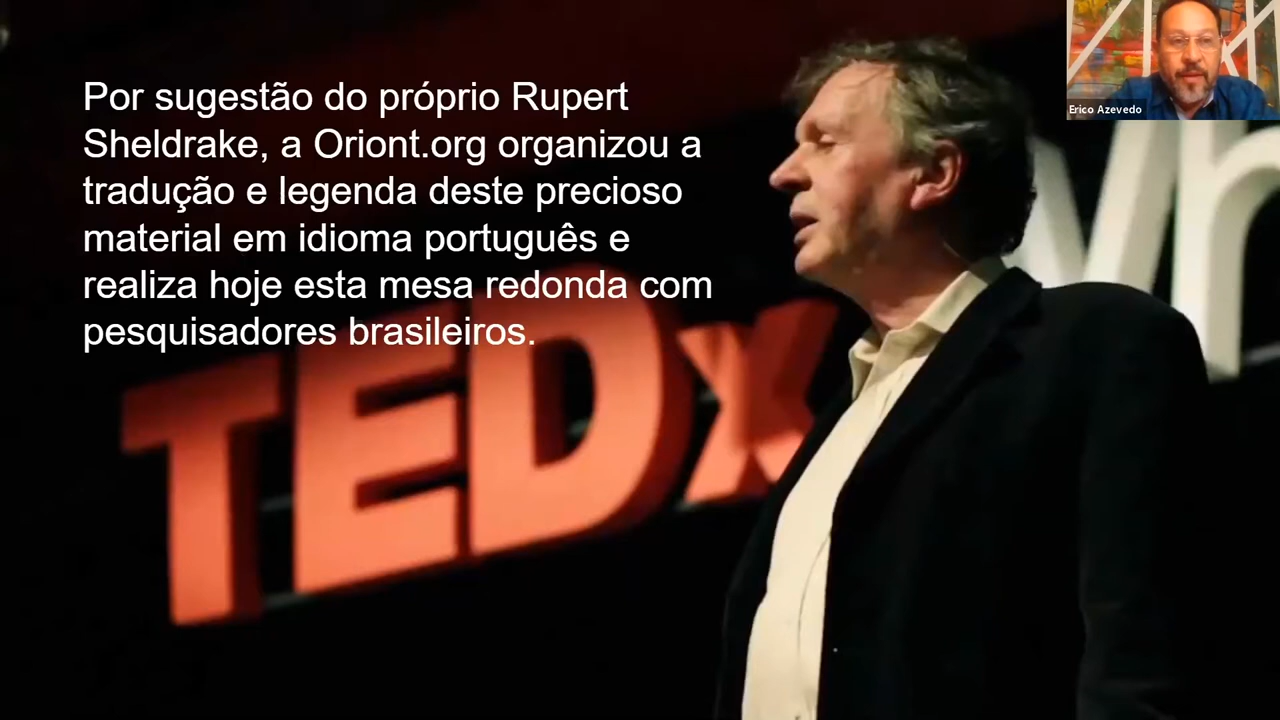 Por sugestão do próprio Rupert
Sheldrake, a Oriont.org organizou a
tradução e legenda deste precioso
material em idioma português e
realiza hoje esta mesa redonda com
pesquisadores brasileiros.
TEDx
Erico Azevedo